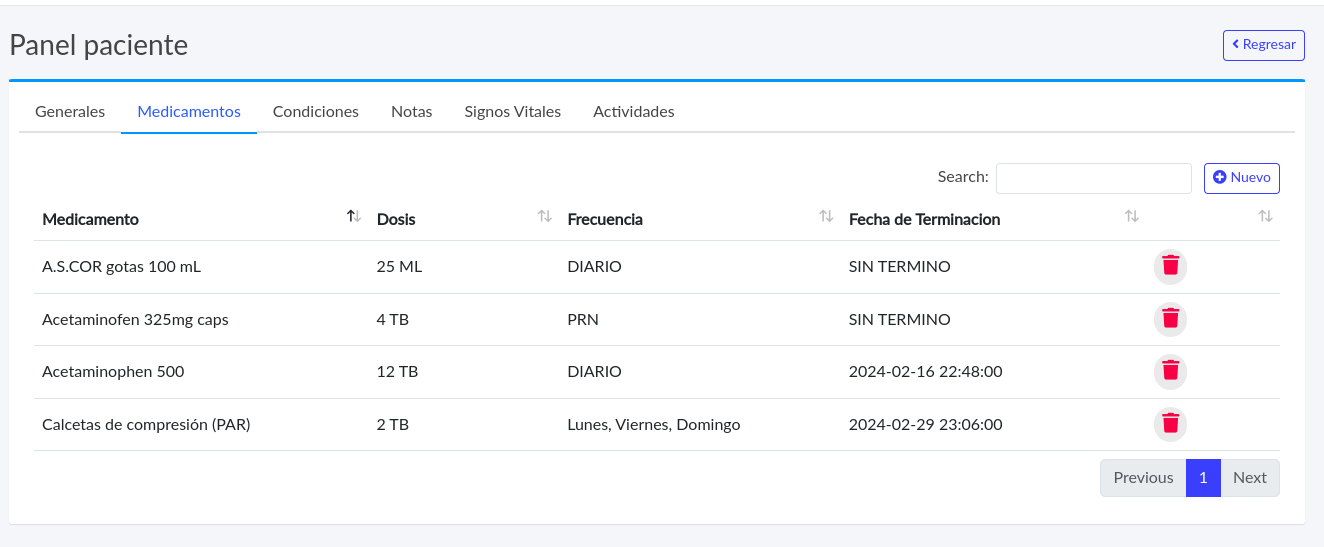 Panel paciente
Regresar
Generales Medicamentos Condiciones Notas Signos Vitales Actividades
Search: Nuevo
Medicamento Dosis Frecuencia Fecha de Terminacion
A.S.COR gotas 100 mL 25 ML DIARIO SIN TERMINO
Acetaminofen 325mg caps 4 TB PRN SIN TERMINO
Acetaminophen 500 12 TB DIARIO 2024-02-16 22:48:00
Calcetas de compresión (PAR) 2 TB Lunes, Viernes, Domingo 2024-02-29 23:06:00
Previous 1 Next